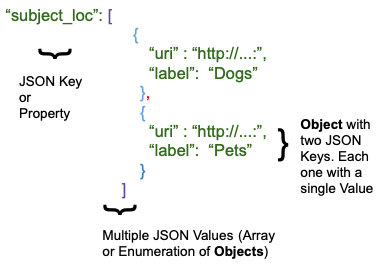 “subject_loc”: [
{
“uri” : “http://...:”,
“label”: “Dogs”
},
{
“uri” : “http://...:”,
“label”: “Pets”
}
]
JSON Key
or
Property
Object with
two JSON
Keys. Each
one with a
single Value
Multiple JSON Values (Array
or Enumeration of Objects)